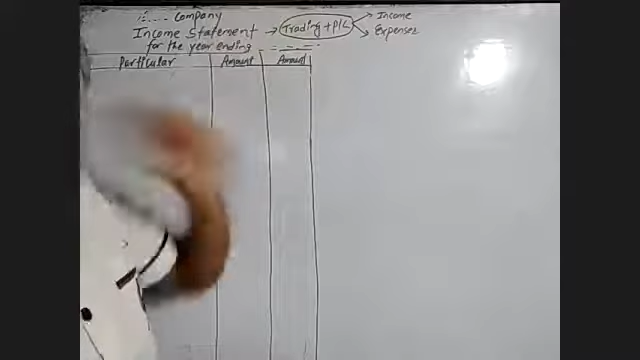 .... Company
Income Statement → Trading + P/L → Income
→ Expenses
for the year ending - - - -
Particular Amount Amount